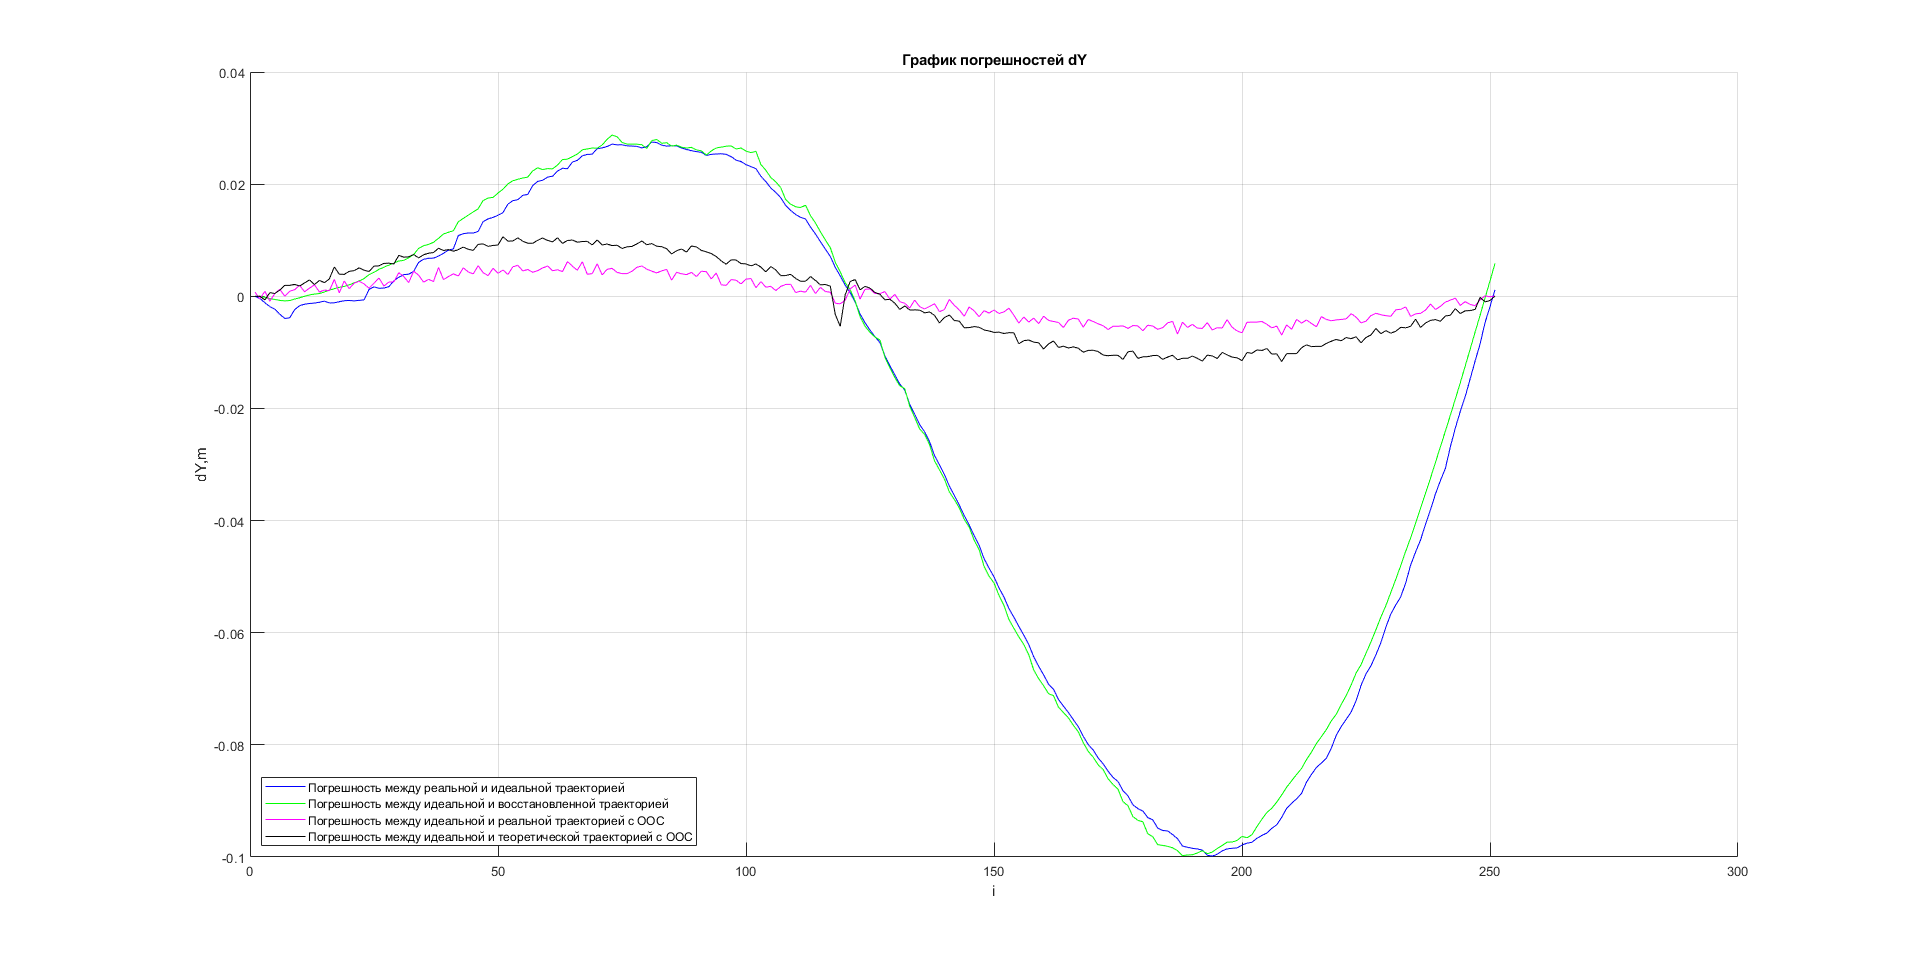 График погрешностей dY
0.04
0.02
0
-0.02
-0.04
-0.06
-0.08
-0.1
dY,m
Погрешность между реальной и идеальной траекторией
Погрешность между идеальной и восстановленной траекторией
Погрешность между идеальной и реальной траекторией с ООС
Погрешность между идеальной и теоретической траекторией с ООС
0 50 100 150 200 250 300
i